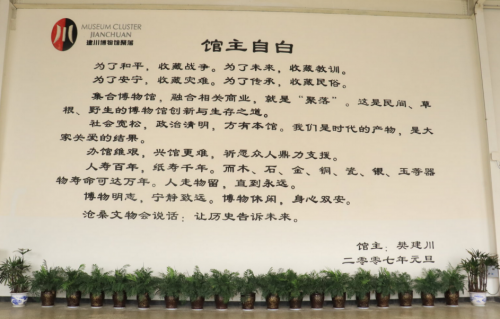 MUSEUM CLUSTER
JIANCHUAN
建川博物馆聚落
馆主自白
为了和平，收藏战争。为了未来，收藏教训。
为了安宁，收藏灾难。为了传承，收藏民俗。
集合博物馆，融合相关商业，就是“聚落”。这是民间、草
根、野生的博物馆创新与生存之道。
社会宽松，政治清明，方有本馆。我们是时代的产物，是大
家关爱的结果。
办馆维艰，兴馆更难，祈忽众人鼎力支援。
人寿百年，纸寿千年。而木、石、金、铜、瓷、银、玉等器
物寿命可达万年。人走物留，直到永远。
博物明志，宁静致远。博物休闲，身心双安。
沧桑文物会说话：让历史告诉未来。
馆主：樊建川
二〇〇七年元旦